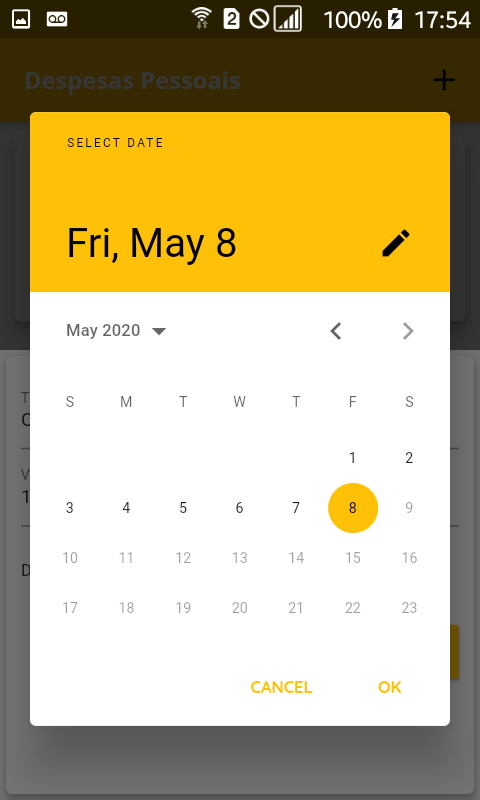 2 100% 17:54
Despesas Pessoais
SELECT DATE
Fri, May 8
May 2020
S M T W T F S
1 2
3 4 5 6 7 8 9
10 11 12 13 14 15 16
17 18 19 20 21 22 23
CANCEL OK